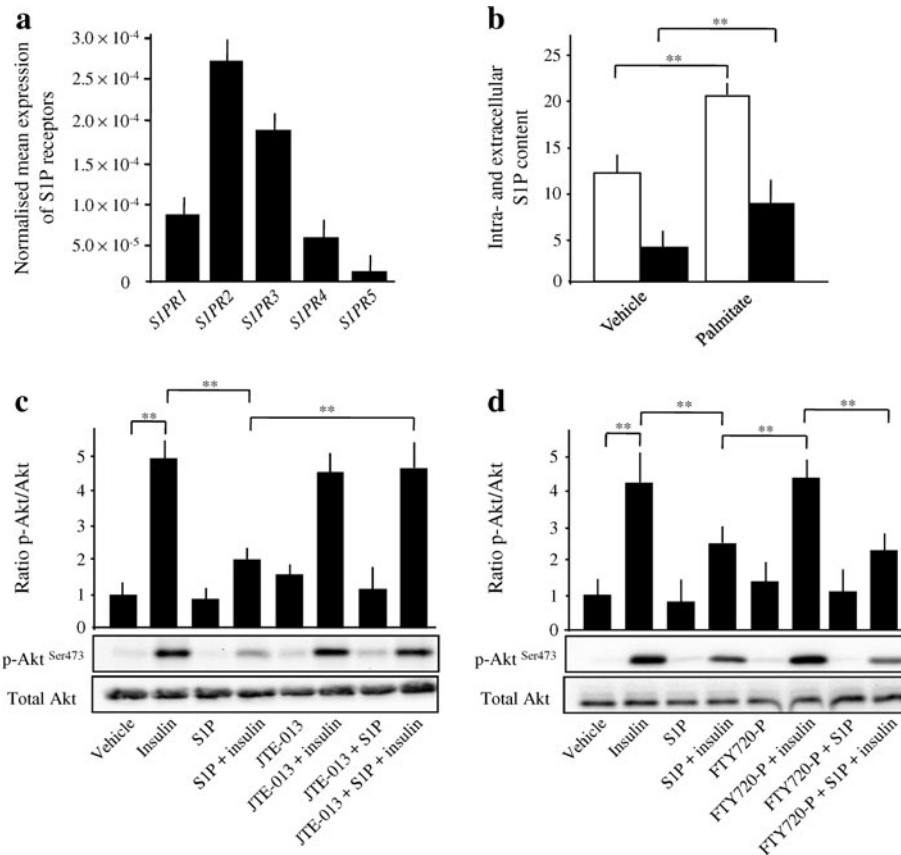 a
Normalised mean expression
of S1P receptors
3.0 × 10⁻⁴
2.5 × 10⁻⁴
2.0 × 10⁻⁴
1.5 × 10⁻⁴
1.0 × 10⁻⁴
5.0 × 10⁻⁵
0
S1PR1
S1PR2
S1PR3
S1PR4
S1PR5
b
Intra- and extracellular
S1P content
25
20
15
10
5
0
**
**
Vehicle
Palmitate
c
Ratio p-Akt/Akt
5
4
3
2
1
0
**
**
**
p-Akt Ser473
Total Akt
Vehicle
Insulin
S1P
S1P + insulin
JTE-013
JTE-013 + insulin
JTE-013 + S1P
JTE-013 + S1P + insulin
d
Ratio p-Akt/Akt
5
4
3
2
1
0
**
**
**
**
p-Akt Ser473
Total Akt
Vehicle
Insulin
S1P
S1P + insulin
FTY720-P
FTY720-P + insulin
FTY720-P + S1P
FTY720-P + S1P + insulin